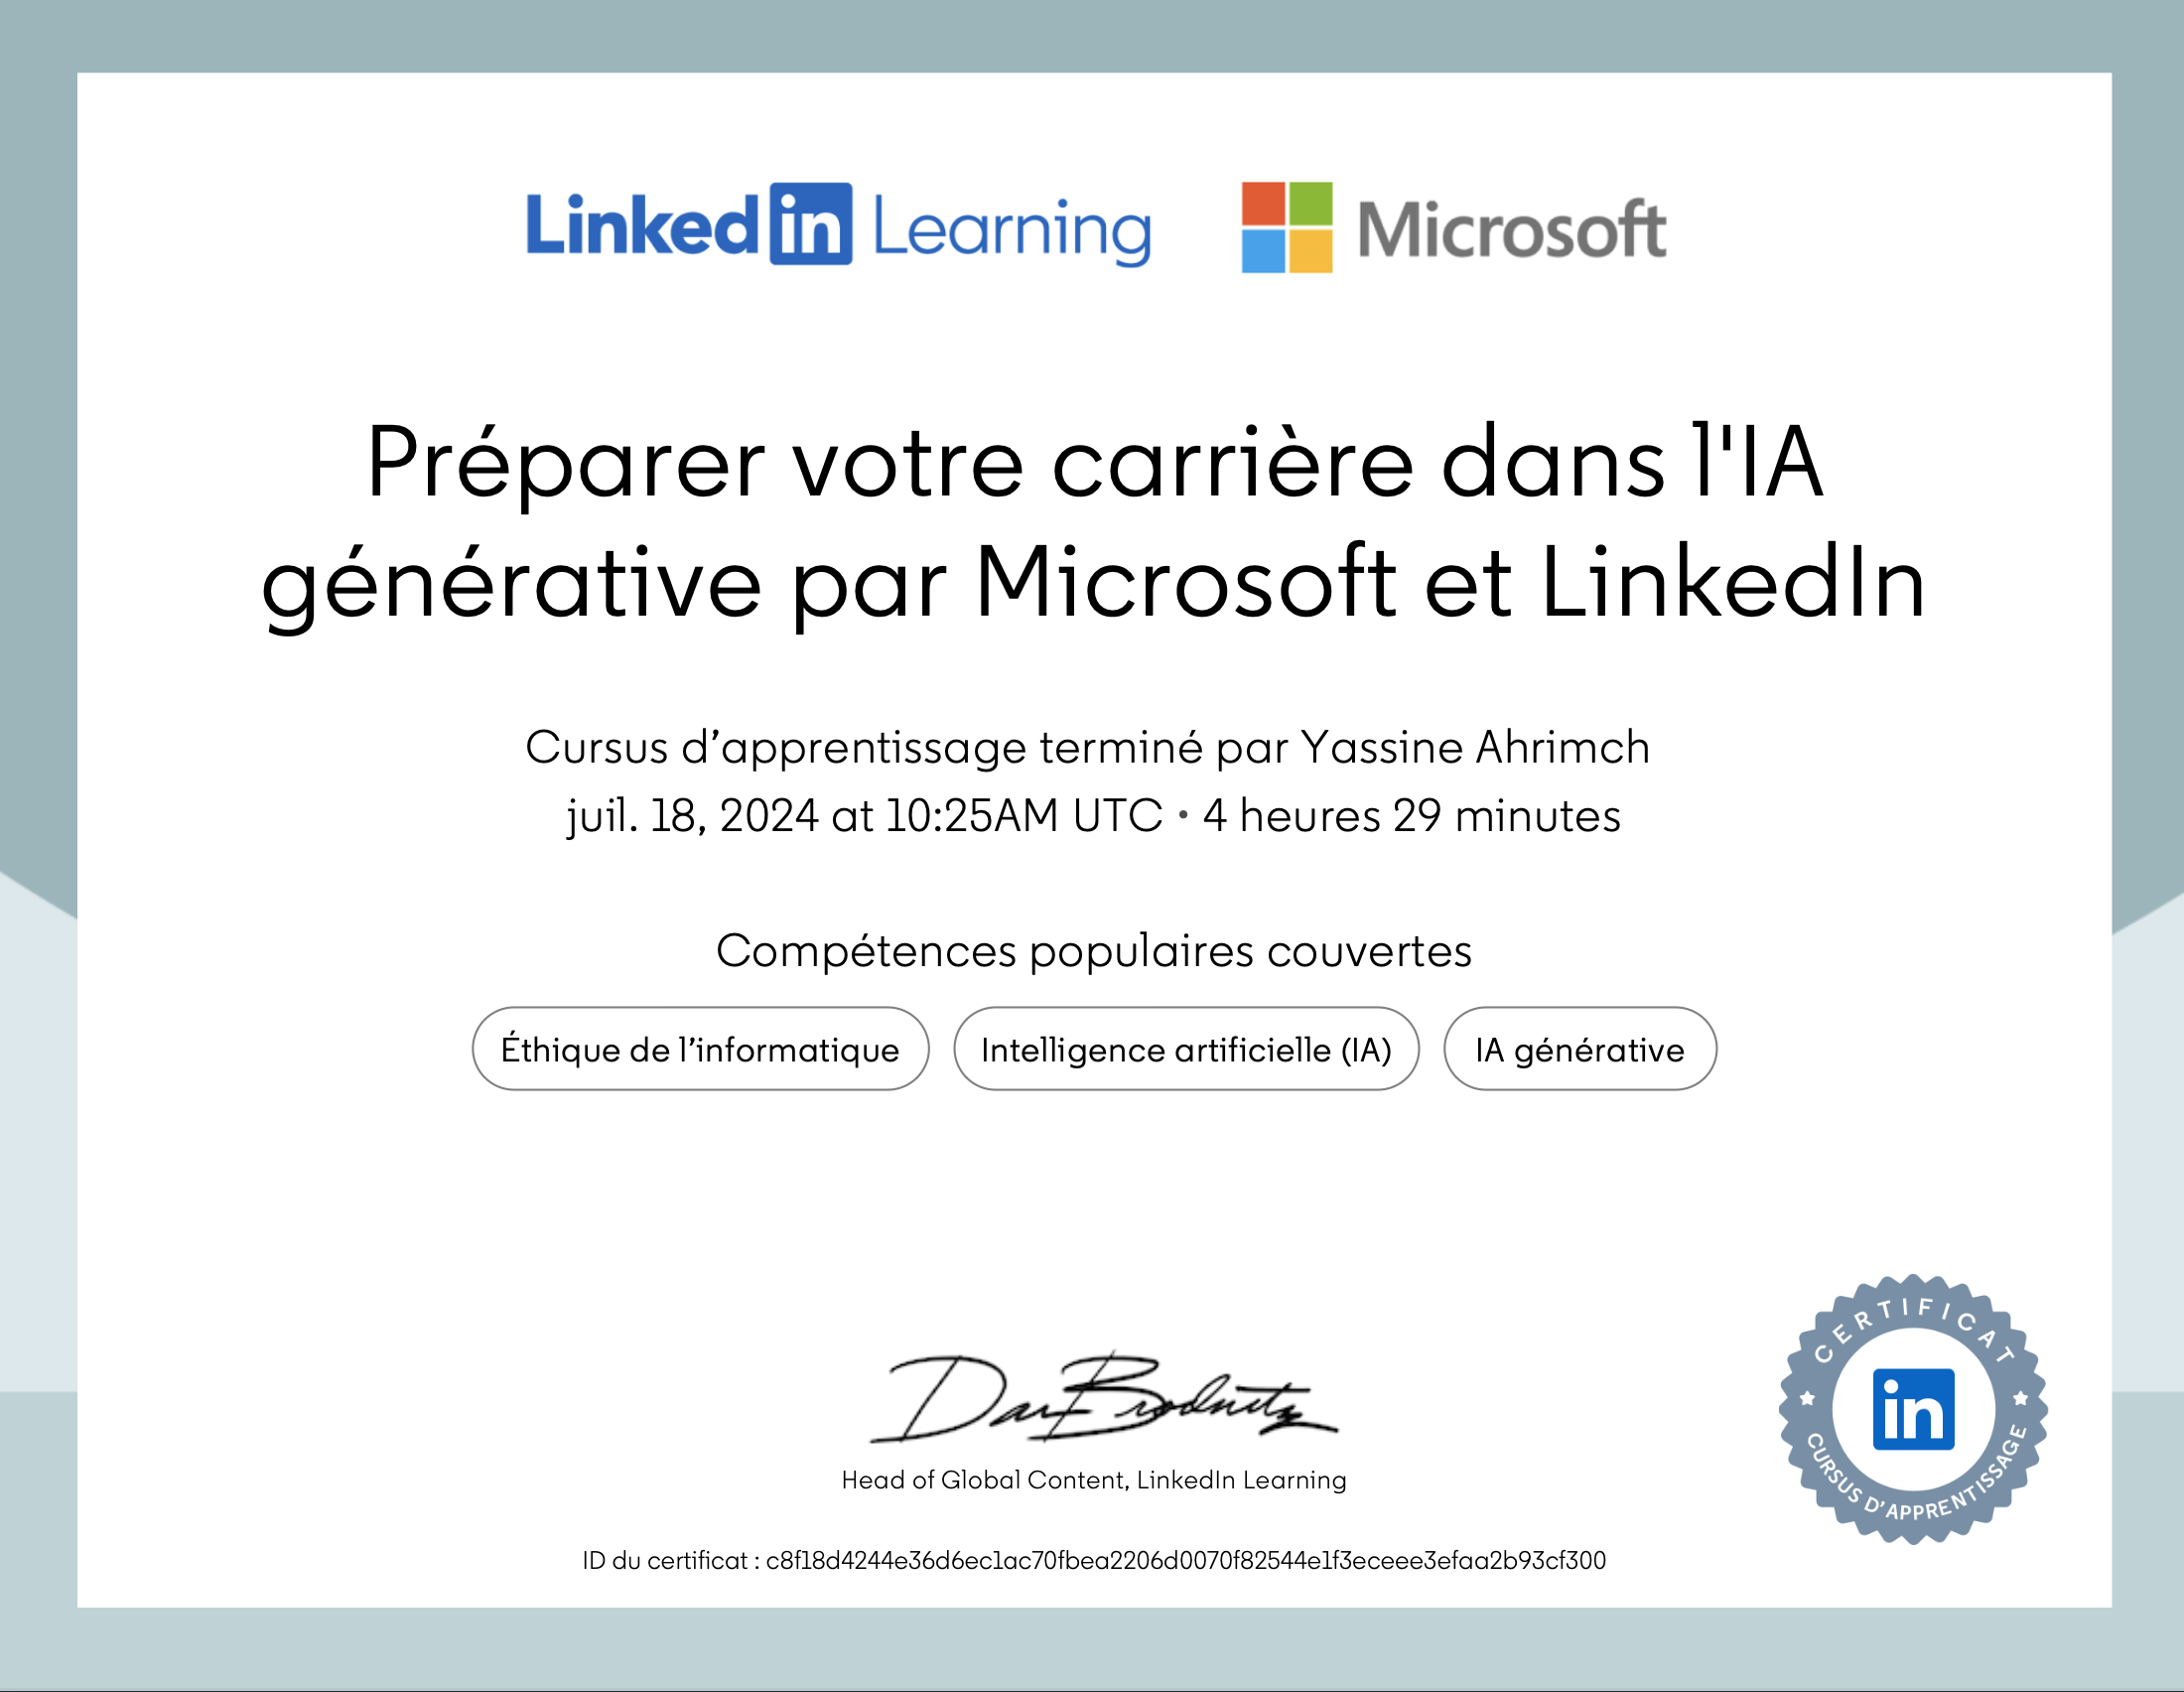 Linked in Learning Microsoft
Préparer votre carrière dans l'IA
générative par Microsoft et LinkedIn
Cursus d’apprentissage terminé par Yassine Ahrimch
juil. 18, 2024 at 10:25AM UTC • 4 heures 29 minutes
Compétences populaires couvertes
Éthique de l’informatique Intelligence artificielle (IA) IA générative
CERTIFICAT
in
CURSUS D’APPRENTISSAGE
Dan Brodnitz
Head of Global Content, LinkedIn Learning
ID du certificat : c8f18d4244e36d6ec1ac70fbea2206d0070f82544e1f3eceee3efaa2b93cf300